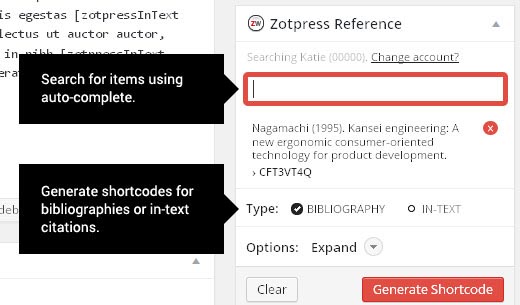 is egestas [zotpressInText
lectus ut auctor auctor,
in nibh [zotpressInText
Search for items using
auto-complete.
Generate shortcodes for
bibliographies or in-text
citations.
ZW Zotpress Reference
Searching Katie (00000). Change account?
Nagamachi (1995). Kansei engineering: A
new ergonomic consumer-oriented
technology for product development.
› CFT3VT4Q
Type: BIBLIOGRAPHY IN-TEXT
Options: Expand
Clear Generate Shortcode